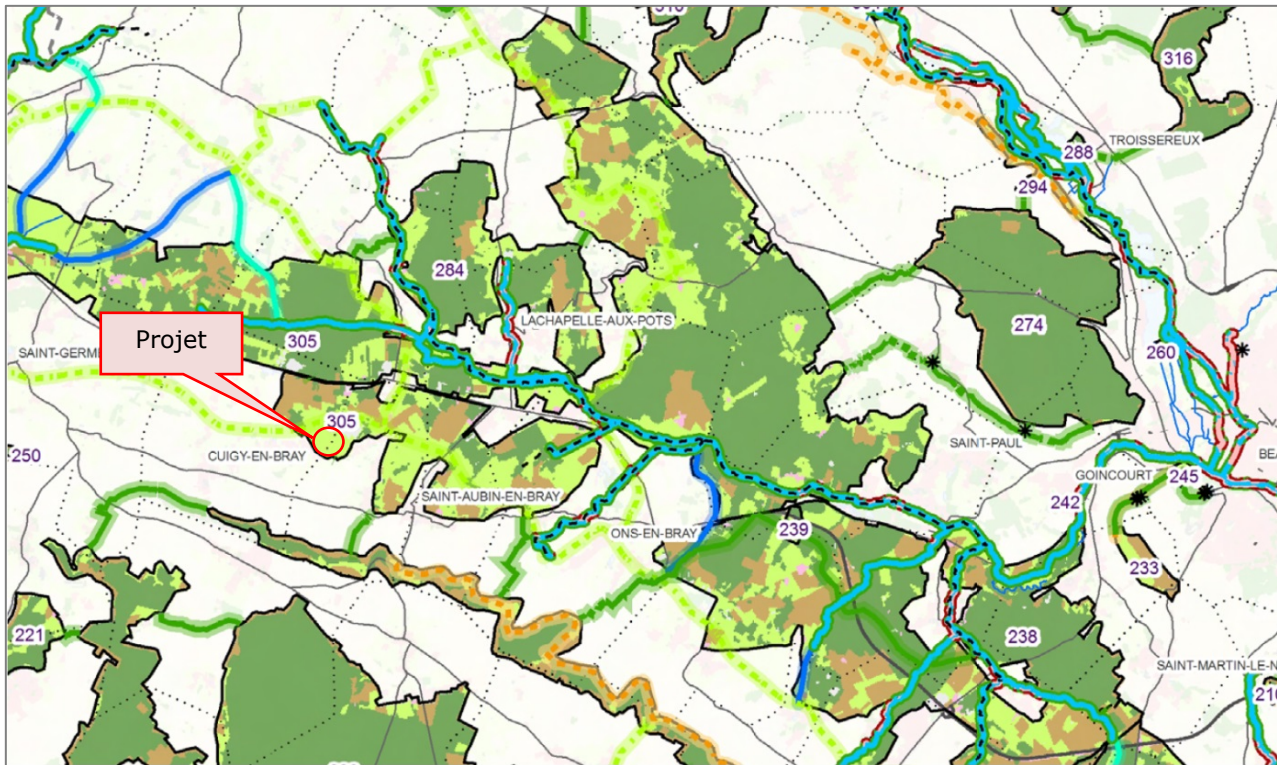 316
TROISSEREUX
288
294
284
274
LACHAPELLE-AUX-POTS
Projet
305
260
SAINT-GERM
305
SAINT-PAUL
CUIGY-EN-BRAY
250
GOINCOURT
245
BEA
SAINT-AUBIN-EN-BRAY
242
ONS-EN-BRAY
239
233
221
238
SAINT-MARTIN-LE-N
210